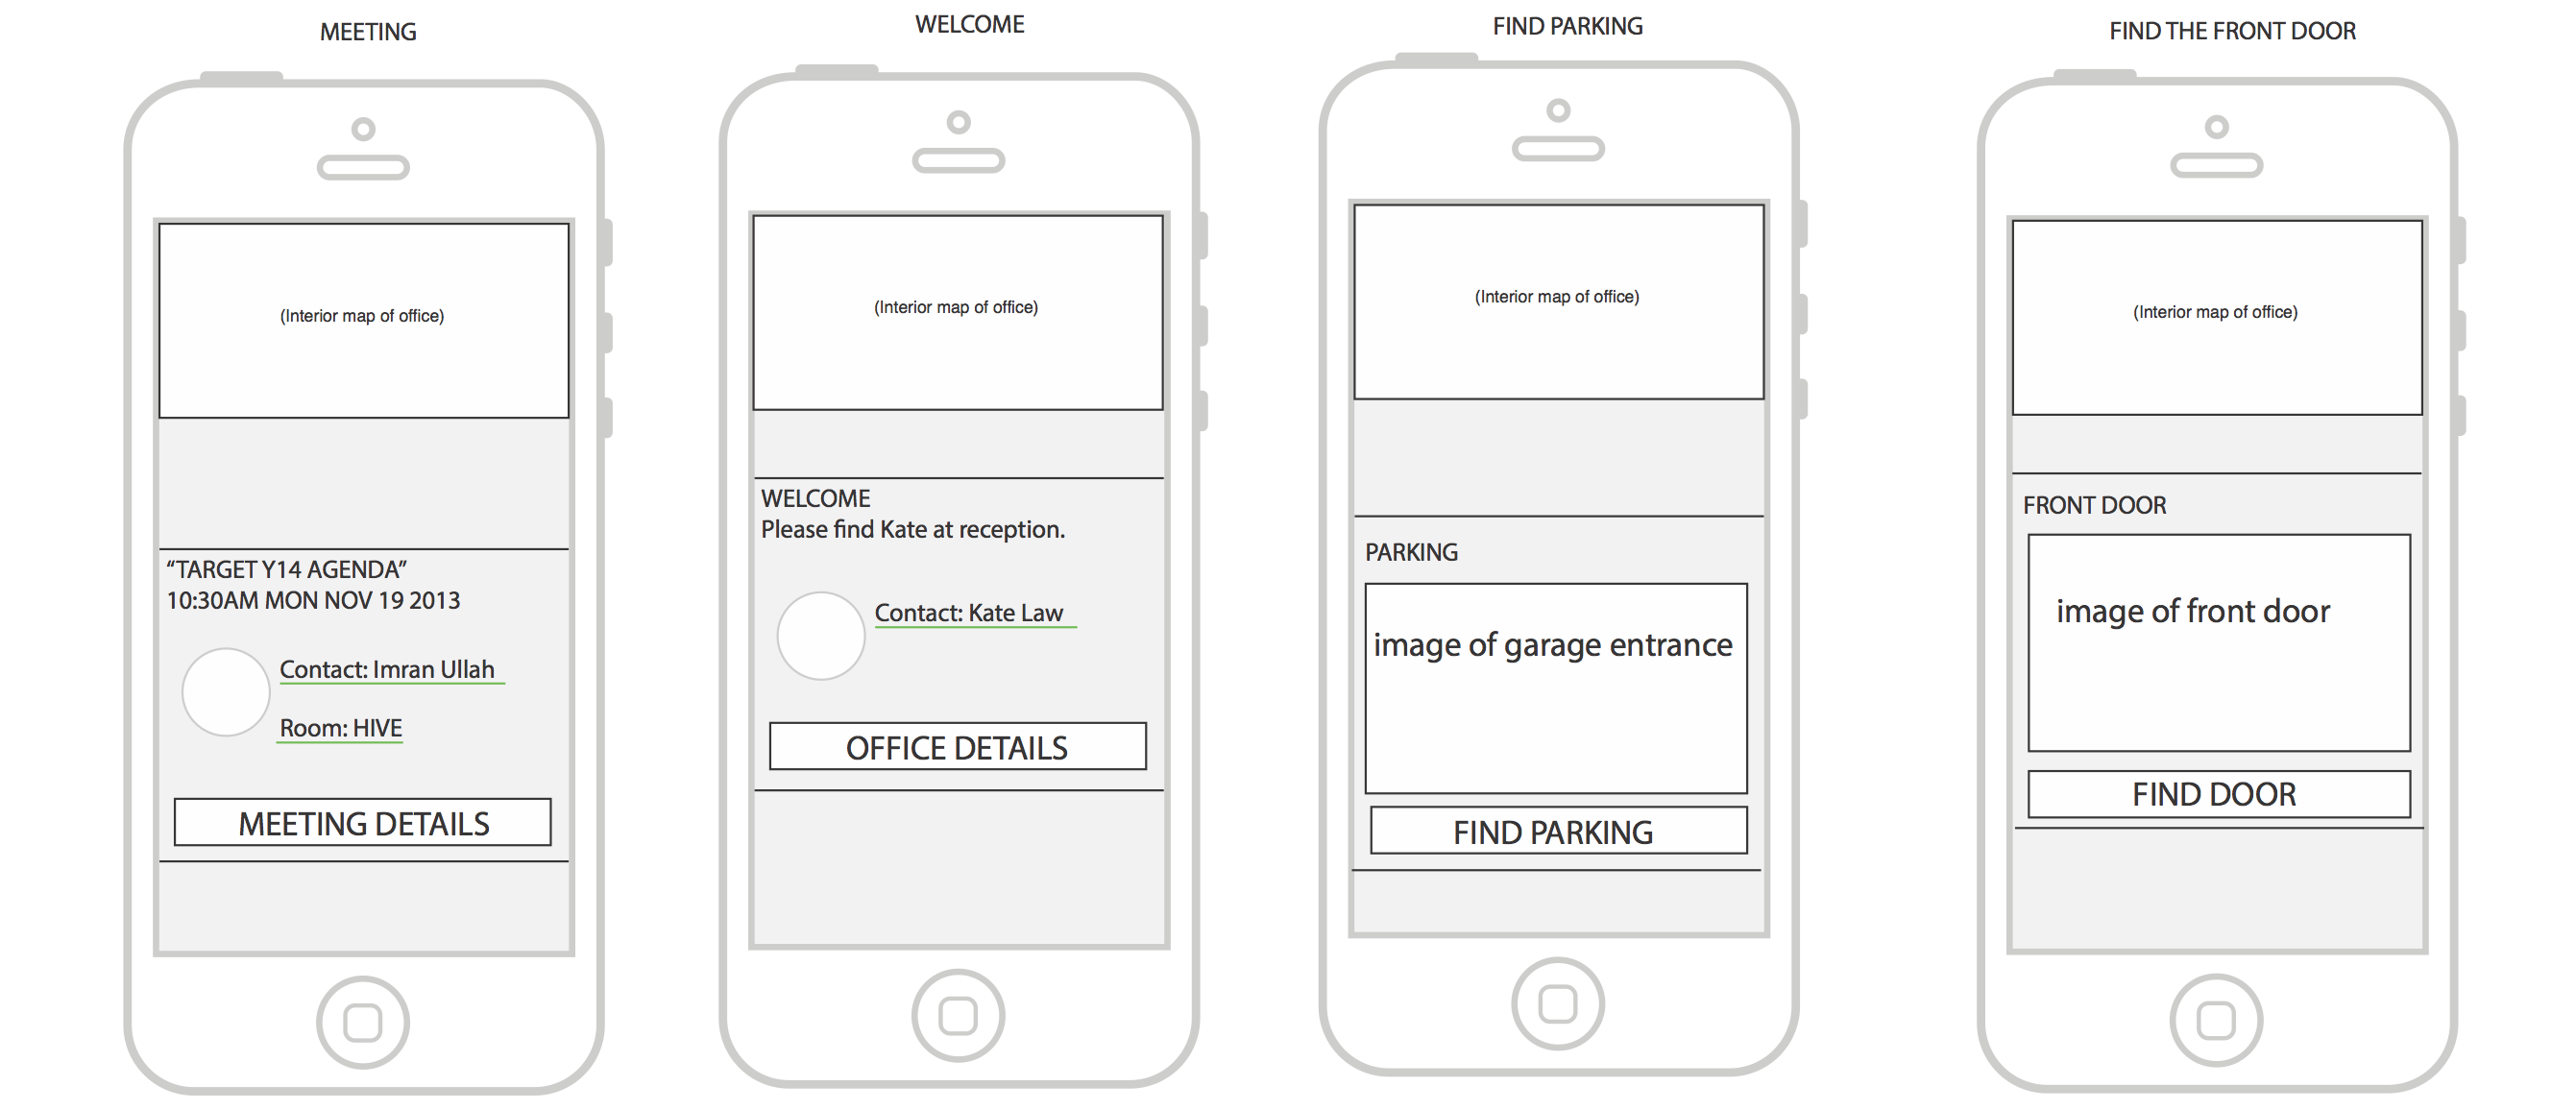 MEETING
(Interior map of office)
“TARGET Y14 AGENDA”
10:30AM MON NOV 19 2013
Contact: Imran Ullah
Room: HIVE
MEETING DETAILS
WELCOME
(Interior map of office)
WELCOME
Please find Kate at reception.
Contact: Kate Law
OFFICE DETAILS
FIND PARKING
(Interior map of office)
PARKING
image of garage entrance
FIND PARKING
FIND THE FRONT DOOR
(Interior map of office)
FRONT DOOR
image of front door
FIND DOOR